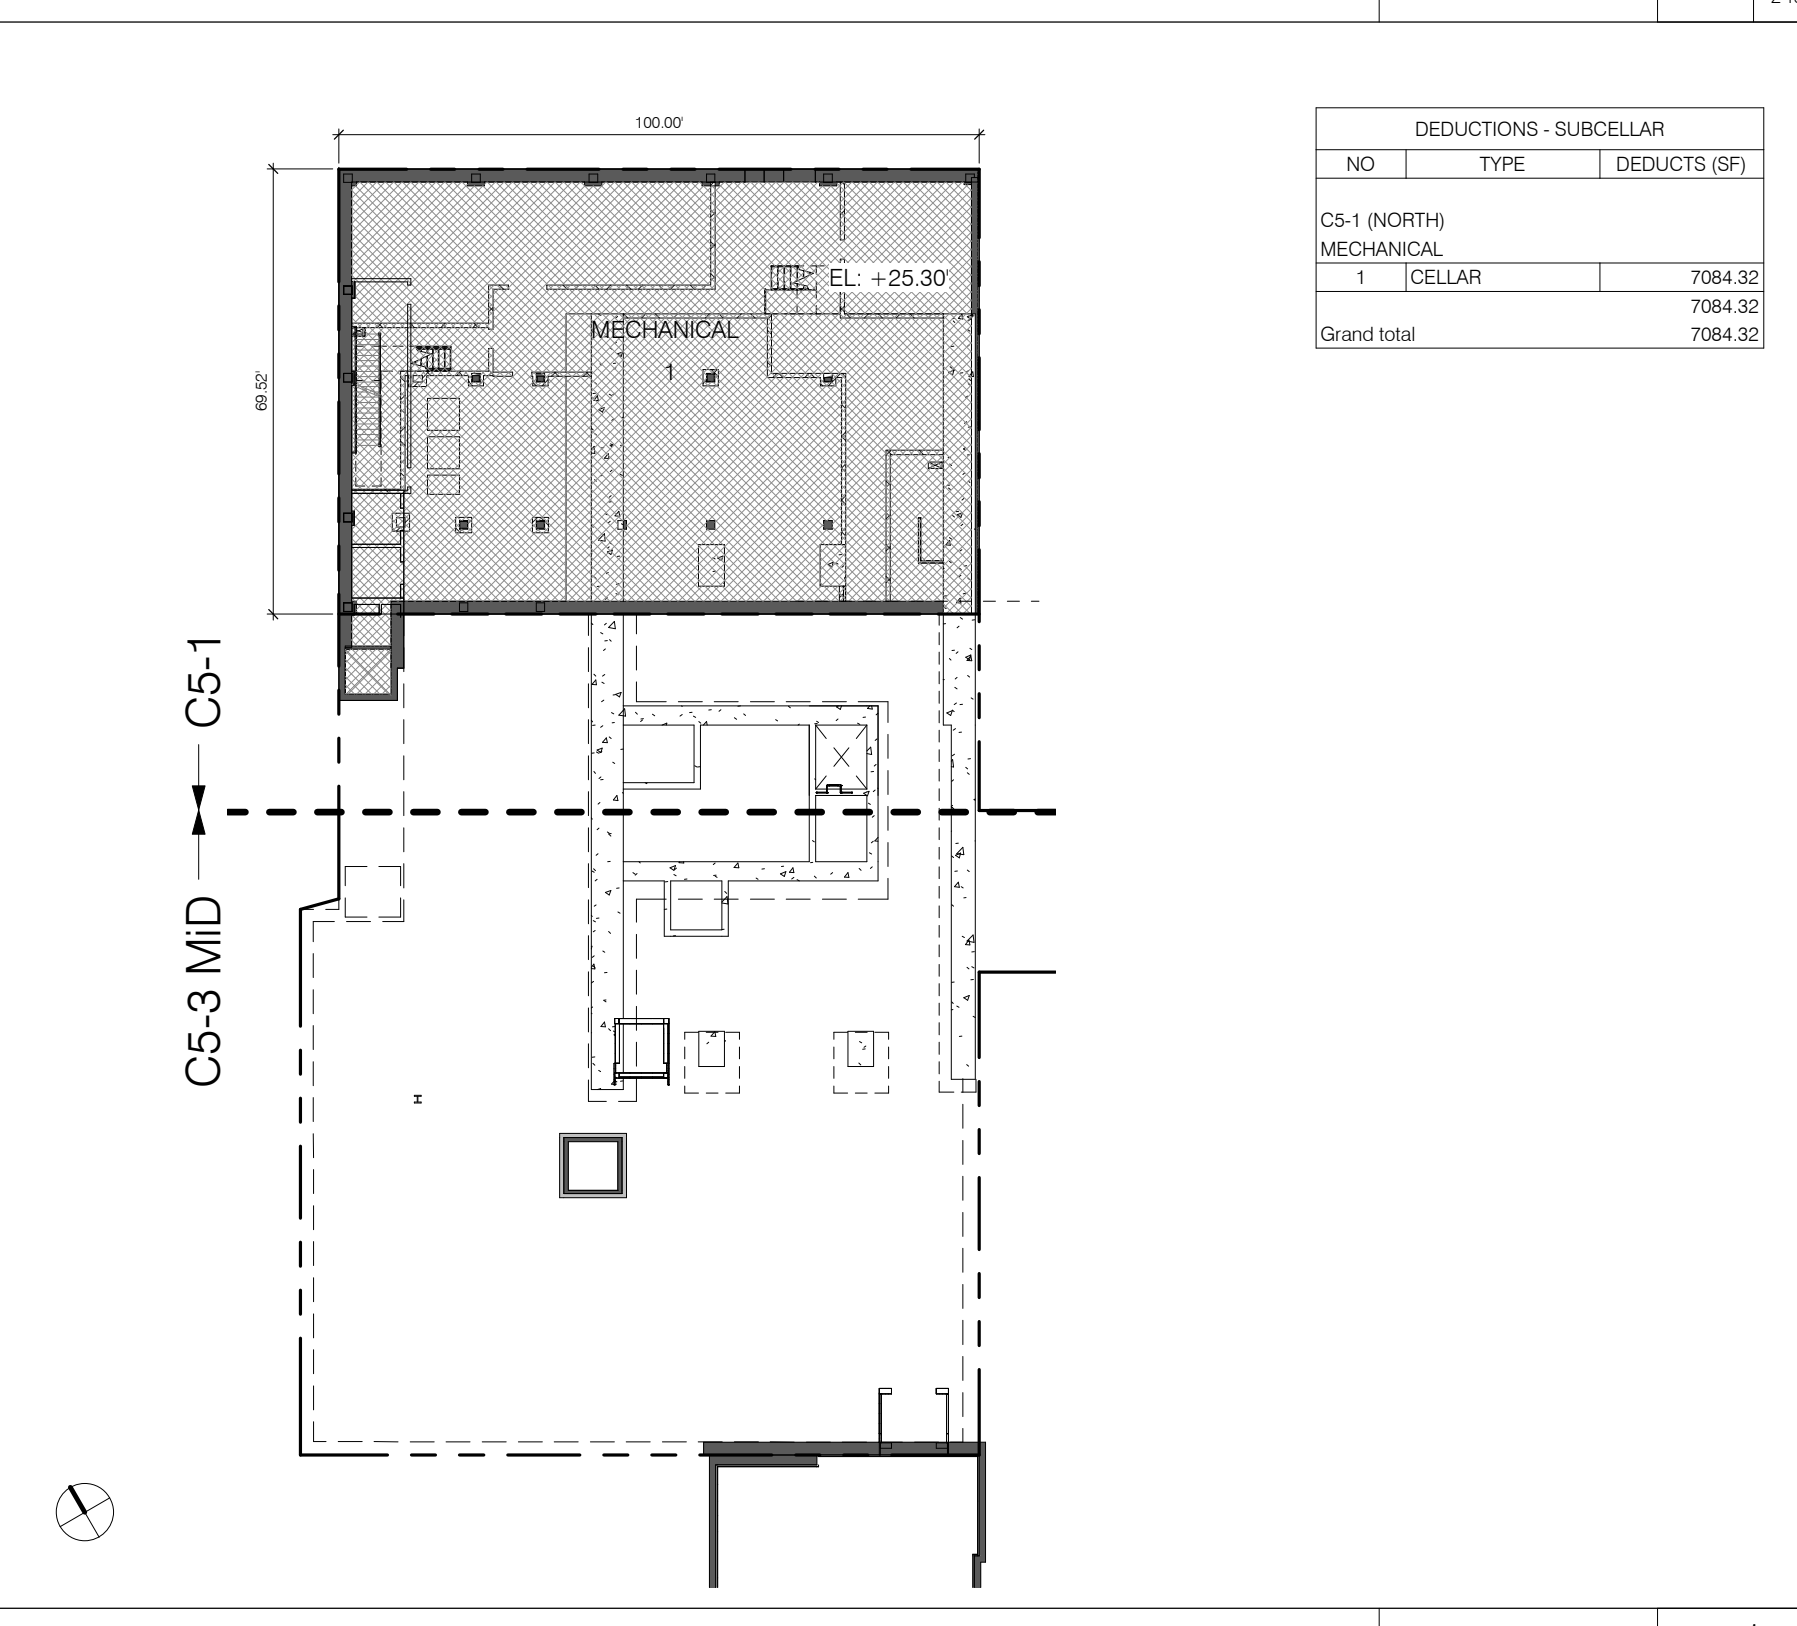 100.00'
69.52'
EL: +25.30'
MECHANICAL
1
C5-1
C5-3 MiD
DEDUCTIONS - SUBCELLAR
NO TYPE DEDUCTS (SF)
C5-1 (NORTH)
MECHANICAL
1 CELLAR 7084.32
7084.32
Grand total 7084.32